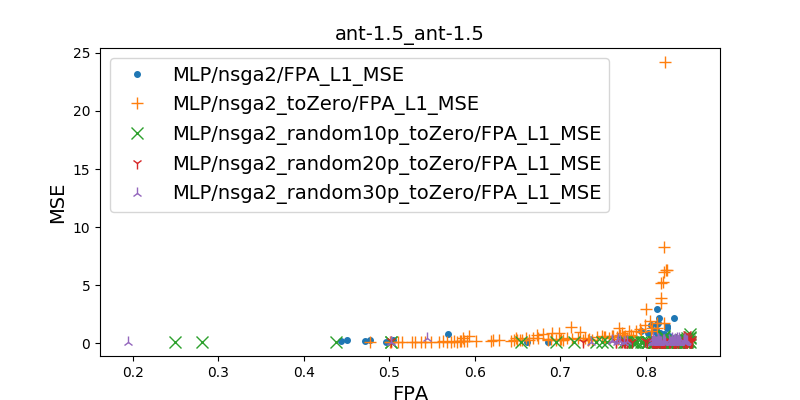 ant-1.5_ant-1.5
25
20
15
10
5
0
MSE
MLP/nsga2/FPA_L1_MSE
MLP/nsga2_toZero/FPA_L1_MSE
MLP/nsga2_random10p_toZero/FPA_L1_MSE
MLP/nsga2_random20p_toZero/FPA_L1_MSE
MLP/nsga2_random30p_toZero/FPA_L1_MSE
0.2 0.3 0.4 0.5 0.6 0.7 0.8
FPA